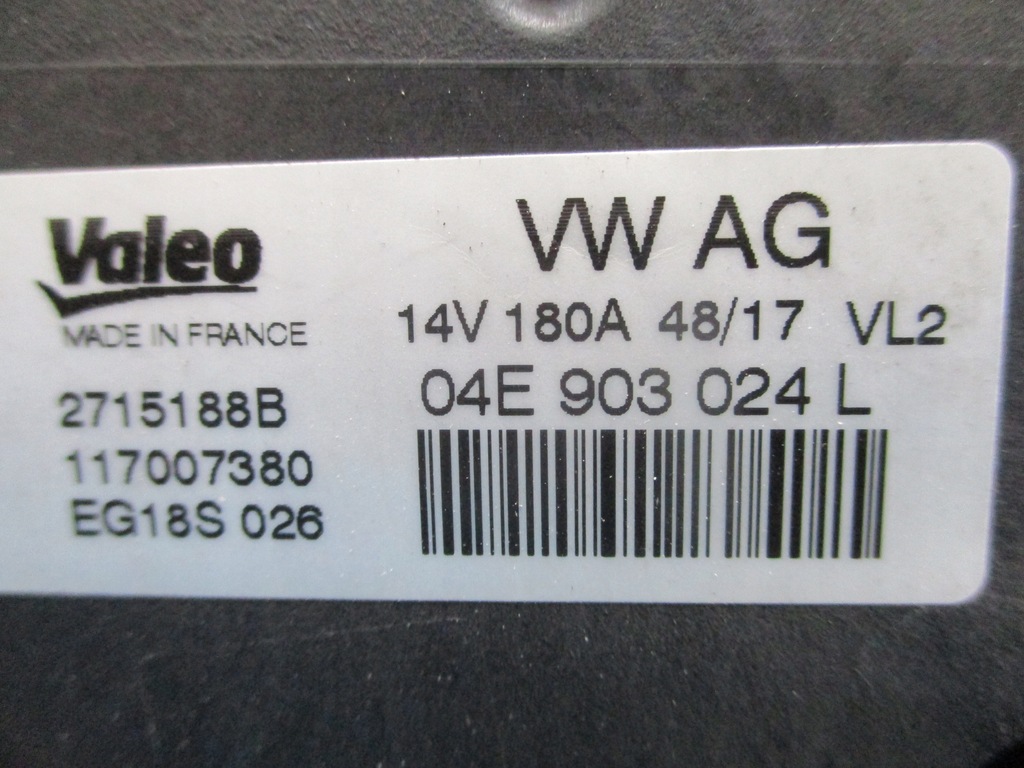 Valeo
MADE IN FRANCE
2715188B
117007380
EG18S 026
VW AG
14V 180A 48/17 VL2
04E 903 024 L